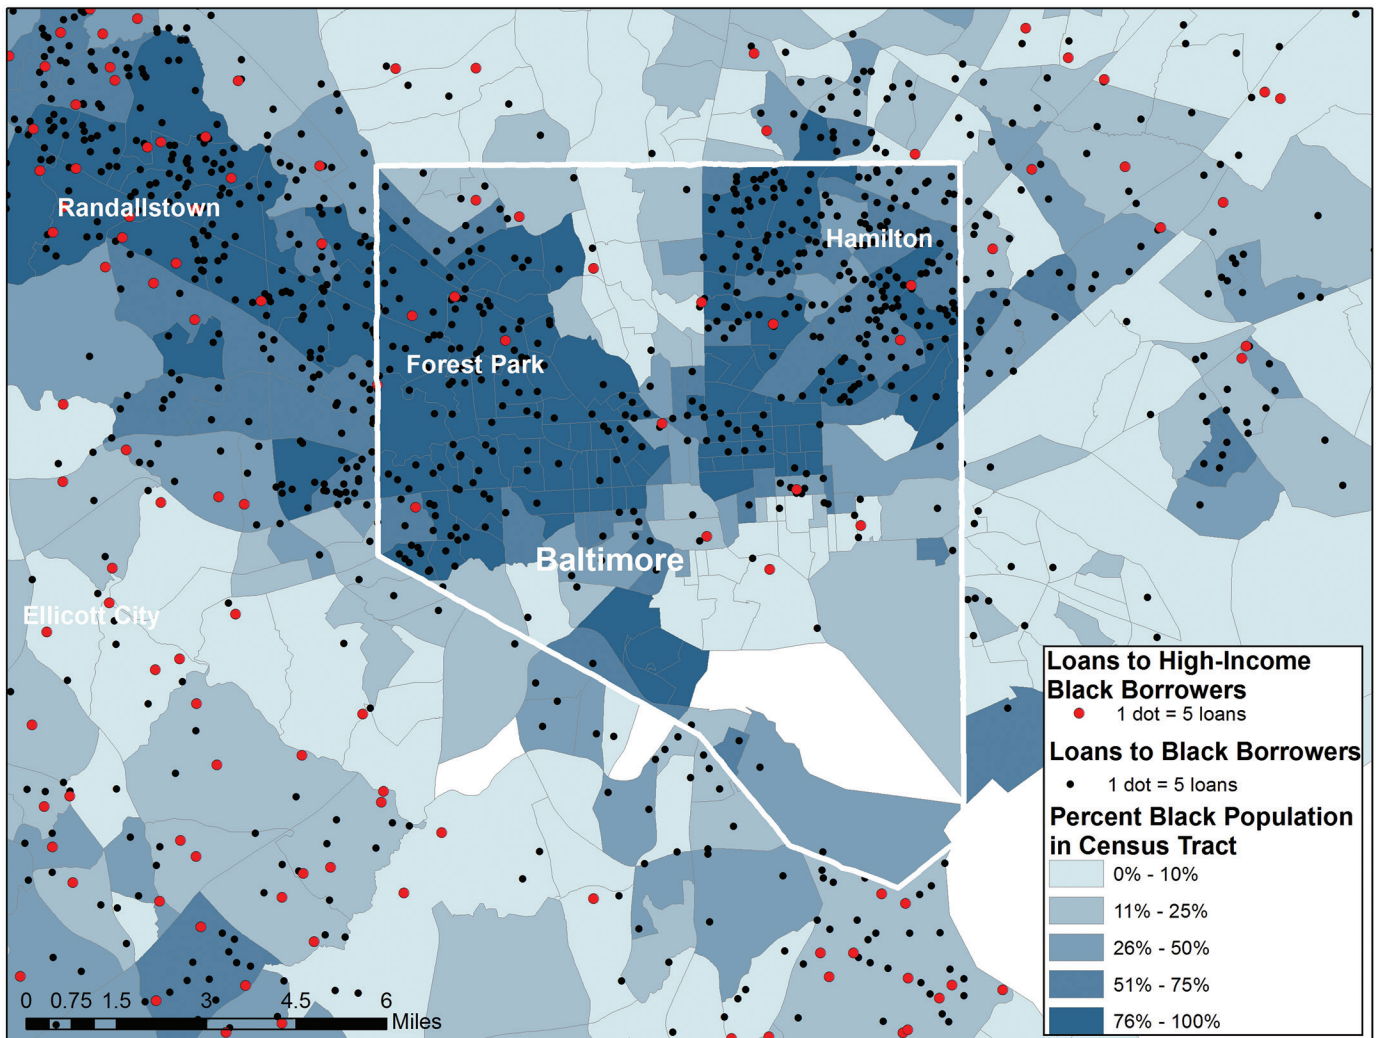 Randallstown
Hamilton
Forest Park
Baltimore
Ellicott City
Loans to High-Income
Black Borrowers
1 dot = 5 loans
Loans to Black Borrowers
1 dot = 5 loans
Percent Black Population
in Census Tract
0% - 10%
11% - 25%
26% - 50%
51% - 75%
76% - 100%
0 0.75 1.5 3 4.5 6
Miles